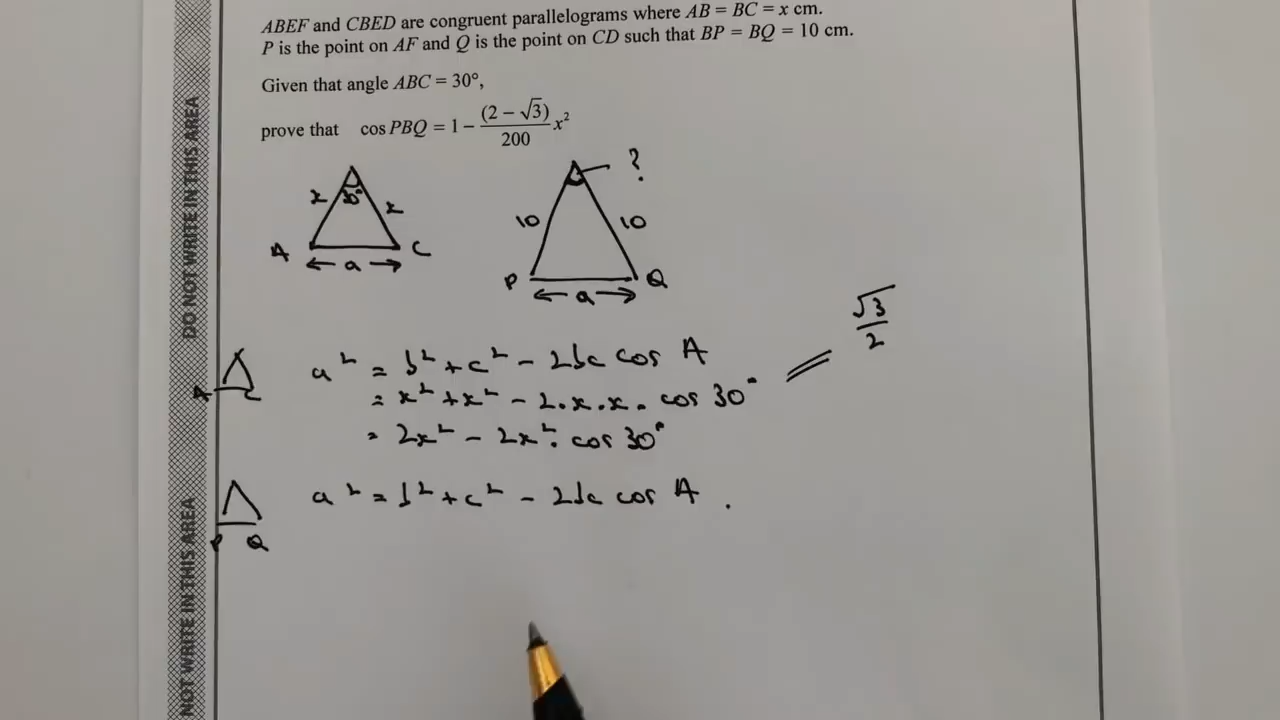 ABEF and CBED are congruent parallelograms where AB = BC = x cm.
P is the point on AF and Q is the point on CD such that BP = BQ = 10 cm.
Given that angle ABC = 30°,
prove that cos PBQ = 1 − (2 − √3)/200 x²
x 30° x
A C
← a →
?
10 10
P Q
← a →
√3/2
A C
a² = b² + c² − 2bc cos A
= x² + x² − 2.x.x. cos 30°
= 2x² − 2x². cos 30°
P Q
a² = b² + c² − 2bc cos A .
DO NOT WRITE IN THIS AREA
NOT WRITE IN THIS AREA